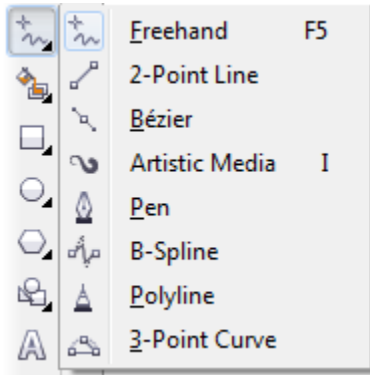 Freehand F5
2-Point Line
Bézier
Artistic Media I
Pen
B-Spline
Polyline
3-Point Curve